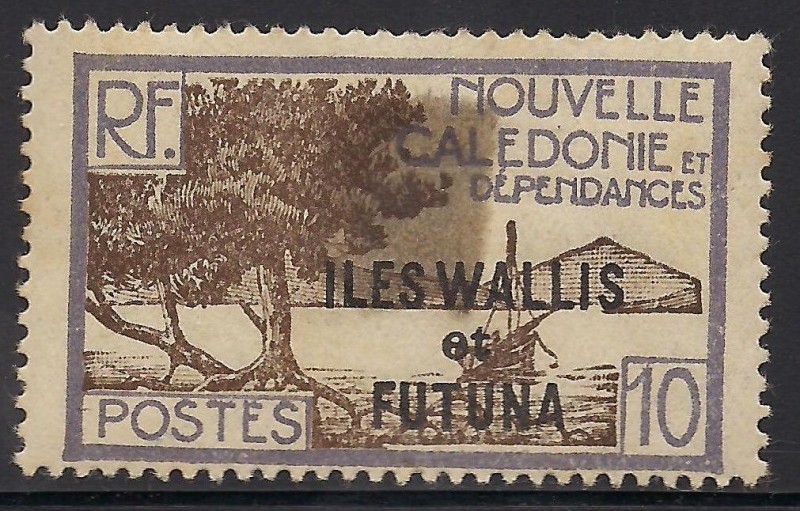 RF.
NOUVELLE
CALEDONIE ET
DÉPENDANCES
ILES WALLIS
et
FUTUNA
POSTES
10